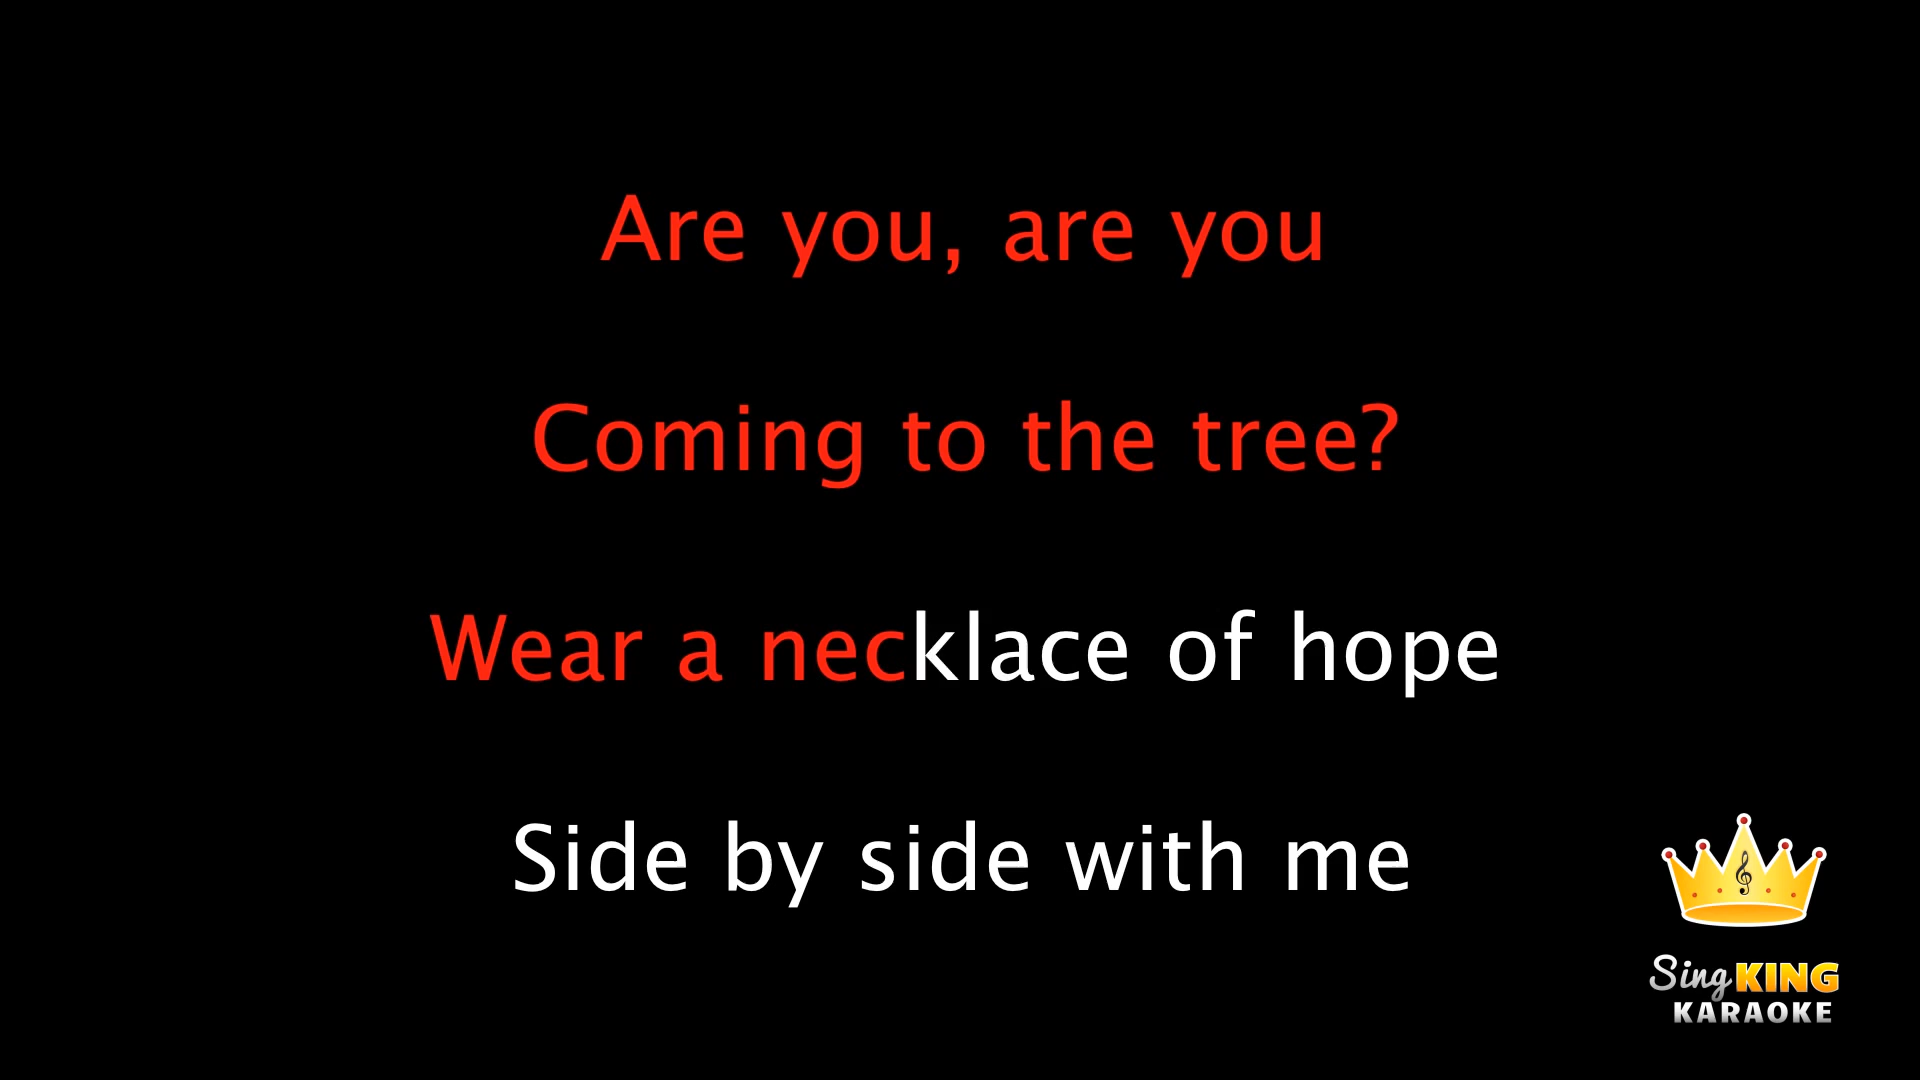 Are you, are you
Coming to the tree?
Wear a necklace of hope
Side by side with me
Sing KING
KARAOKE